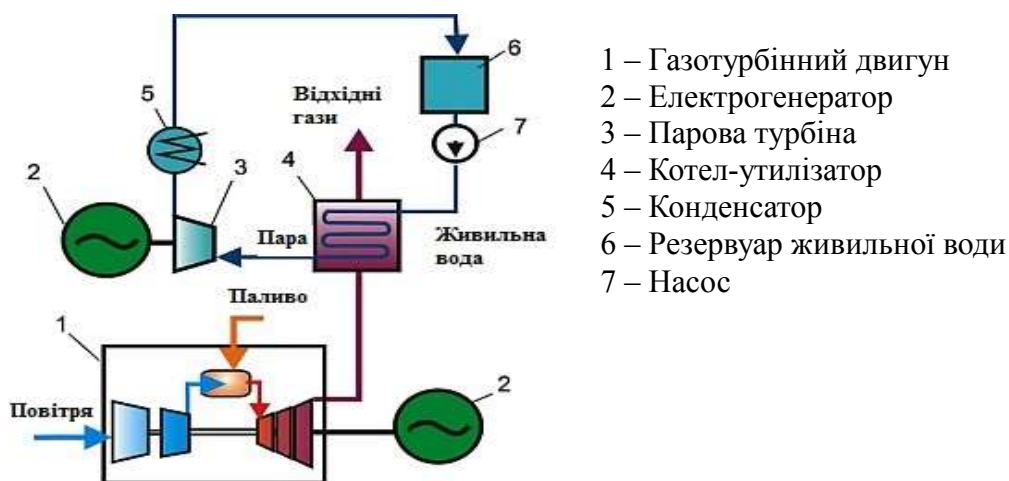 6
5
Відхідні
гази
7
3
4
2
Пара
Живильна
вода
Паливо
1
2
Повітря
1 – Газотурбінний двигун
2 – Електрогенератор
3 – Парова турбіна
4 – Котел-утилізатор
5 – Конденсатор
6 – Резервуар живильної води
7 – Насос